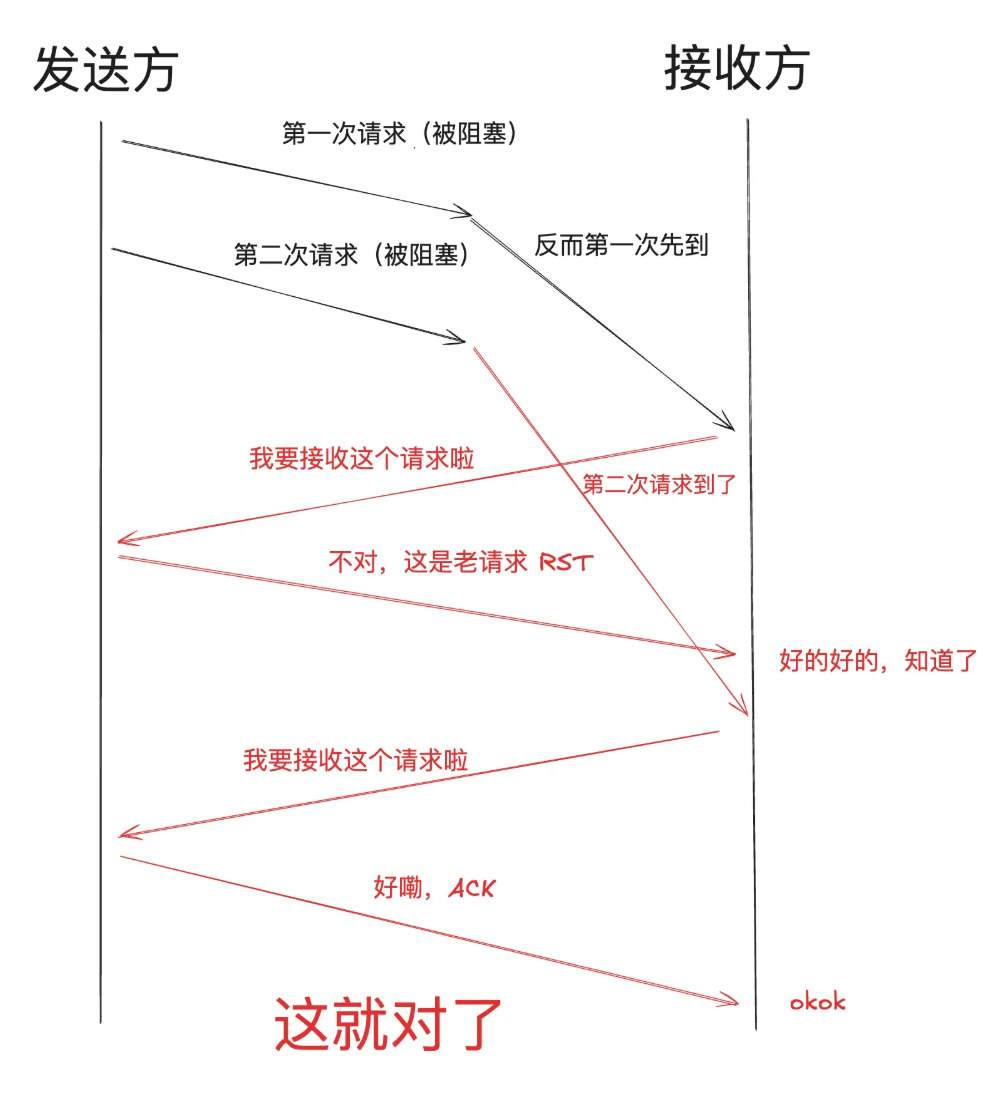 发送方
接收方
第一次请求（被阻塞）
反而第一次先到
第二次请求（被阻塞）
我要接收这个请求啦
第二次请求到了
不对，这是老请求 RST
好的好的，知道了
我要接收这个请求啦
好嘞，ACK
okok
这就对了